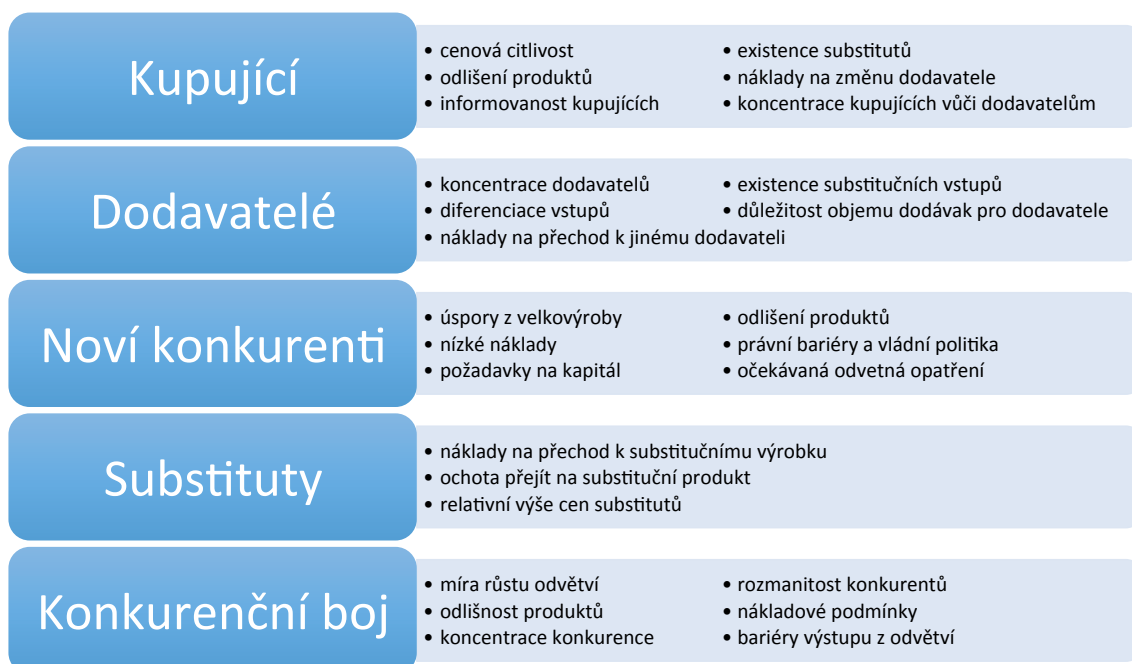 Kupující
• cenová citlivost
• odlišení produktů
• informovanost kupujících
• existence substitutů
• náklady na změnu dodavatele
• koncentrace kupujících vůči dodavatelům
Dodavatelé
• koncentrace dodavatelů
• diferenciace vstupů
• náklady na přechod k jinému dodavateli
• existence substitučních vstupů
• důležitost objemu dodávak pro dodavatele
Noví konkurenti
• úspory z velkovýroby
• nízké náklady
• požadavky na kapitál
• odlišení produktů
• právní bariéry a vládní politika
• očekávaná odvetná opatření
Substituty
• náklady na přechod k substitučnímu výrobku
• ochota přejít na substituční produkt
• relativní výše cen substitutů
Konkurenční boj
• míra růstu odvětví
• odlišnost produktů
• koncentrace konkurence
• rozmanitost konkurentů
• nákladové podmínky
• bariéry výstupu z odvětví